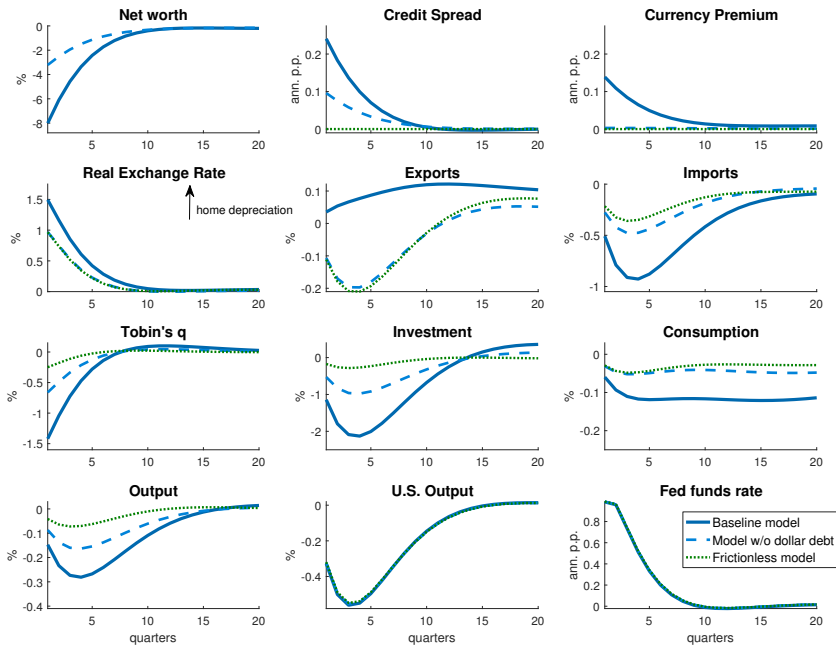 Net worth
Credit Spread
Currency Premium
%
0
-2
-4
-6
-8
5 10 15 20
ann. p.p.
0.2
0.1
0
5 10 15 20
ann. p.p.
0.2
0.1
0
5 10 15 20
Real Exchange Rate
Exports
Imports
%
1.5
1
0.5
0
home depreciation
5 10 15 20
%
0.1
0
-0.1
-0.2
5 10 15 20
%
0
-0.5
-1
5 10 15 20
Tobin's q
Investment
Consumption
%
0
-0.5
-1
-1.5
5 10 15 20
%
0
-1
-2
5 10 15 20
%
0
-0.1
-0.2
5 10 15 20
Output
U.S. Output
Fed funds rate
%
0
-0.1
-0.2
-0.3
-0.4
5 10 15 20
quarters
%
0
-0.2
-0.4
5 10 15 20
quarters
ann. p.p.
0.8
0.6
0.4
0.2
0
Baseline model
Model w/o dollar debt
Frictionless model
5 10 15 20
quarters